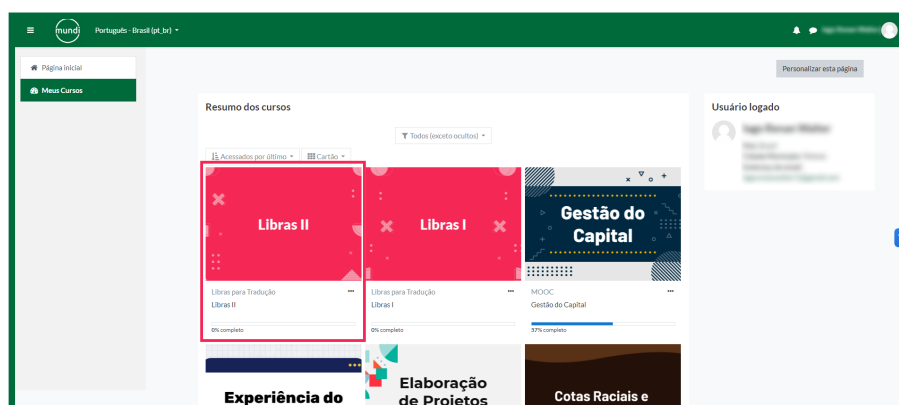 mundi
Português - Brasil (pt_br)
Página inicial
Meus Cursos
Personalizar esta página
Resumo dos cursos
Todos (exceto ocultos)
Acessados por último
Cartão
Usuário logado
Libras II
Libras I
Gestão do
Capital
Libras para Tradução
Libras II
0% completo
Libras para Tradução
Libras I
0% completo
MOOC
Gestão do Capital
57% completo
Experiência do
Elaboração
de Projetos
Cotas Raciais e